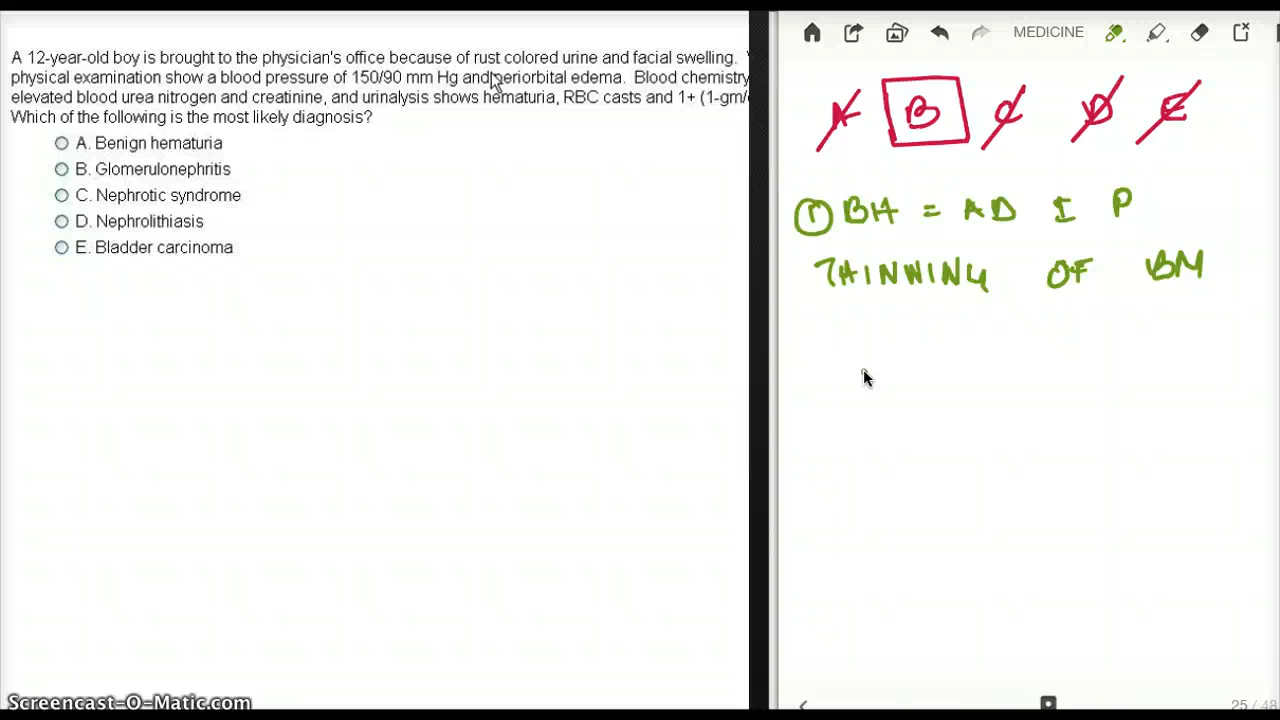 A 12-year-old boy is brought to the physician's office because of rust colored urine and facial swelling.
physical examination show a blood pressure of 150/90 mm Hg and periorbital edema. Blood chemistry
elevated blood urea nitrogen and creatinine, and urinalysis shows hematuria, RBC casts and 1+ (1-gm/
Which of the following is the most likely diagnosis?
A. Benign hematuria
B. Glomerulonephritis
C. Nephrotic syndrome
D. Nephrolithiasis
E. Bladder carcinoma
MEDICINE
A B C D E
1 BH = AD I P
THINNING OF BM
25 / 48
Screencast-O-Matic.com